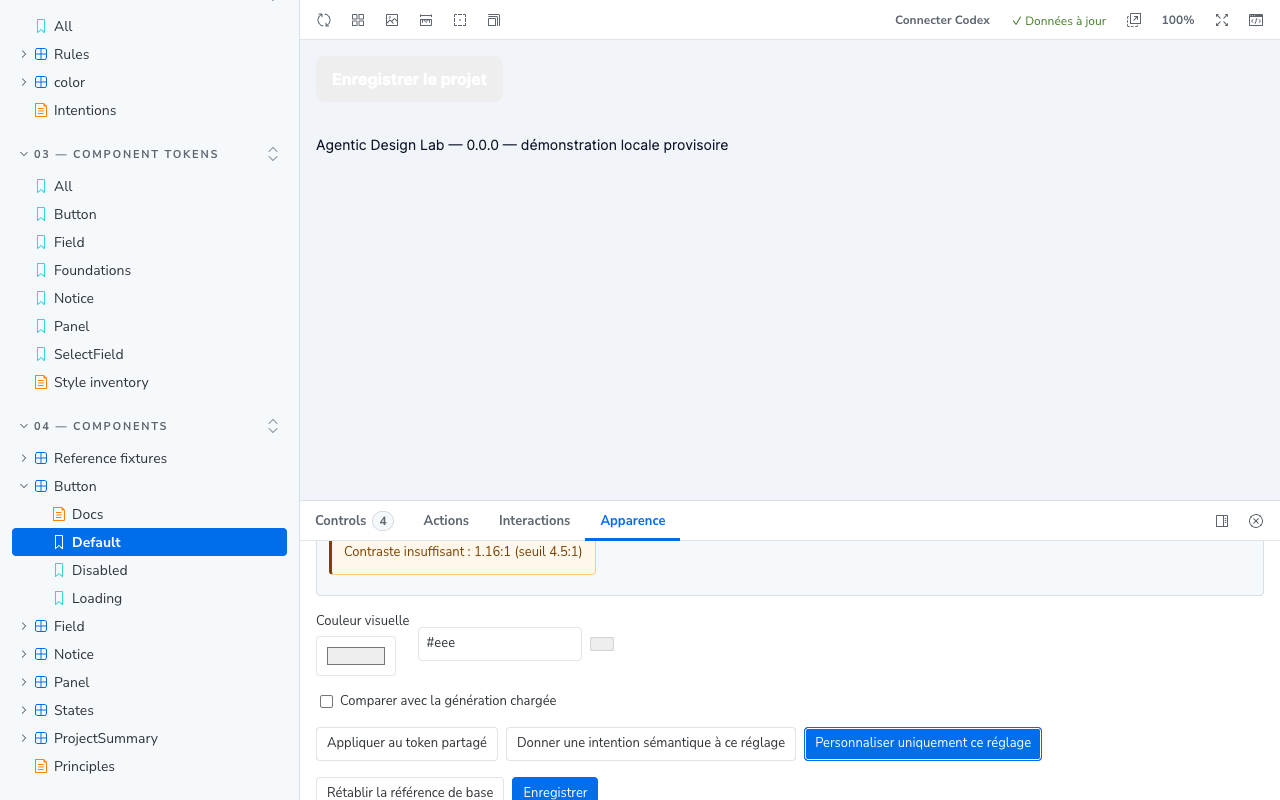 All
Rules
color
Intentions
03 — COMPONENT TOKENS
All
Button
Field
Foundations
Notice
Panel
SelectField
Style inventory
04 — COMPONENTS
Reference fixtures
Button
Docs
Default
Disabled
Loading
Field
Notice
Panel
States
ProjectSummary
Principles
Connecter Codex ✓ Données à jour 100%
Enregistrer le projet
Agentic Design Lab — 0.0.0 — démonstration locale provisoire
Controls 4 Actions Interactions Apparence
Contraste insuffisant : 1.16:1 (seuil 4.5:1)
Couleur visuelle
#eee
Comparer avec la génération chargée
Appliquer au token partagé Donner une intention sémantique à ce réglage Personnaliser uniquement ce réglage
Rétablir la référence de base Enregistrer